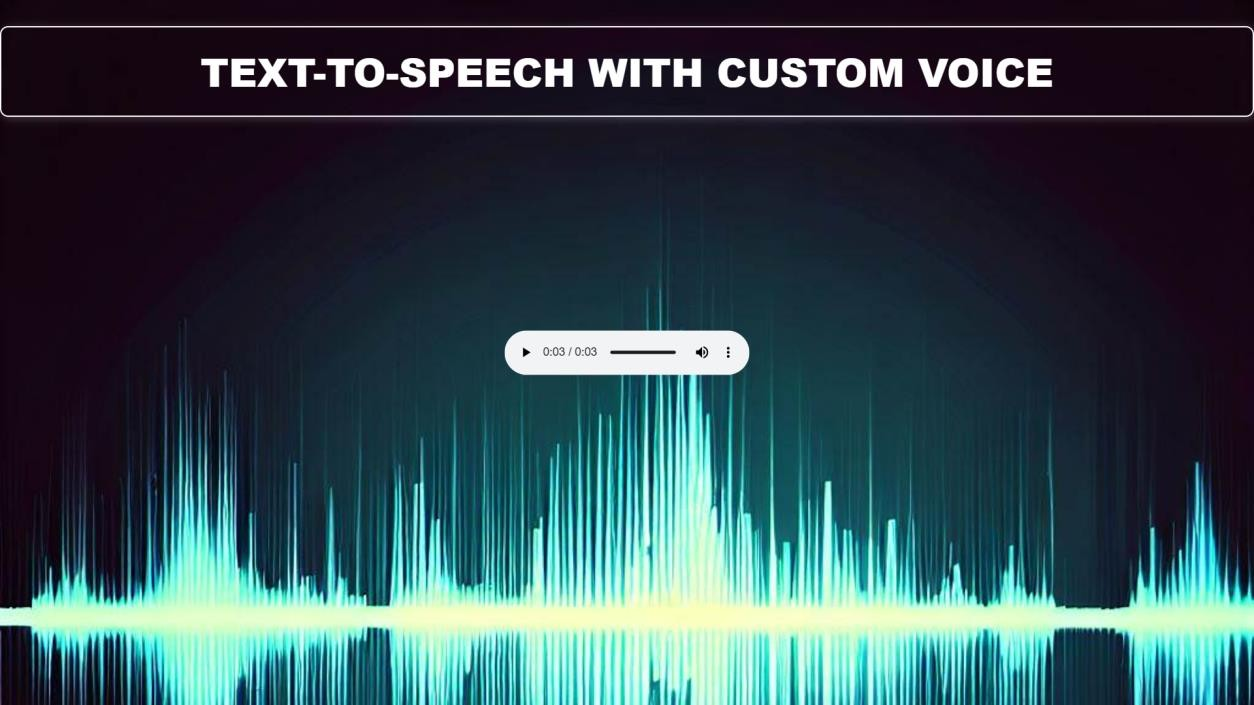 TEXT-TO-SPEECH WITH CUSTOM VOICE
0:03 / 0:03